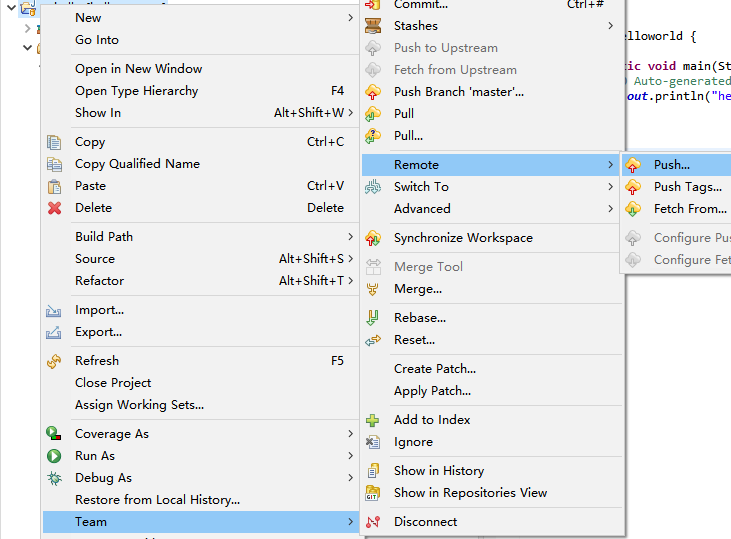 New
Go Into
Open in New Window
Open Type Hierarchy F4
Show In Alt+Shift+W
Copy Ctrl+C
Copy Qualified Name
Paste Ctrl+V
Delete Delete
Build Path
Source Alt+Shift+S
Refactor Alt+Shift+T
Import...
Export...
Refresh F5
Close Project
Assign Working Sets...
Coverage As
Run As
Debug As
Restore from Local History...
Team
Commit... Ctrl+#
Stashes
Push to Upstream
Fetch from Upstream
Push Branch 'master'...
Pull
Pull...
Remote
Switch To
Advanced
Synchronize Workspace
Merge Tool
Merge...
Rebase...
Reset...
Create Patch...
Apply Patch...
Add to Index
Ignore
Show in History
Show in Repositories View
Disconnect
Push...
Push Tags...
Fetch From...
Configure Pu
Configure Fet
elloworld {
tic void main(St
Auto-generated
out.println("he